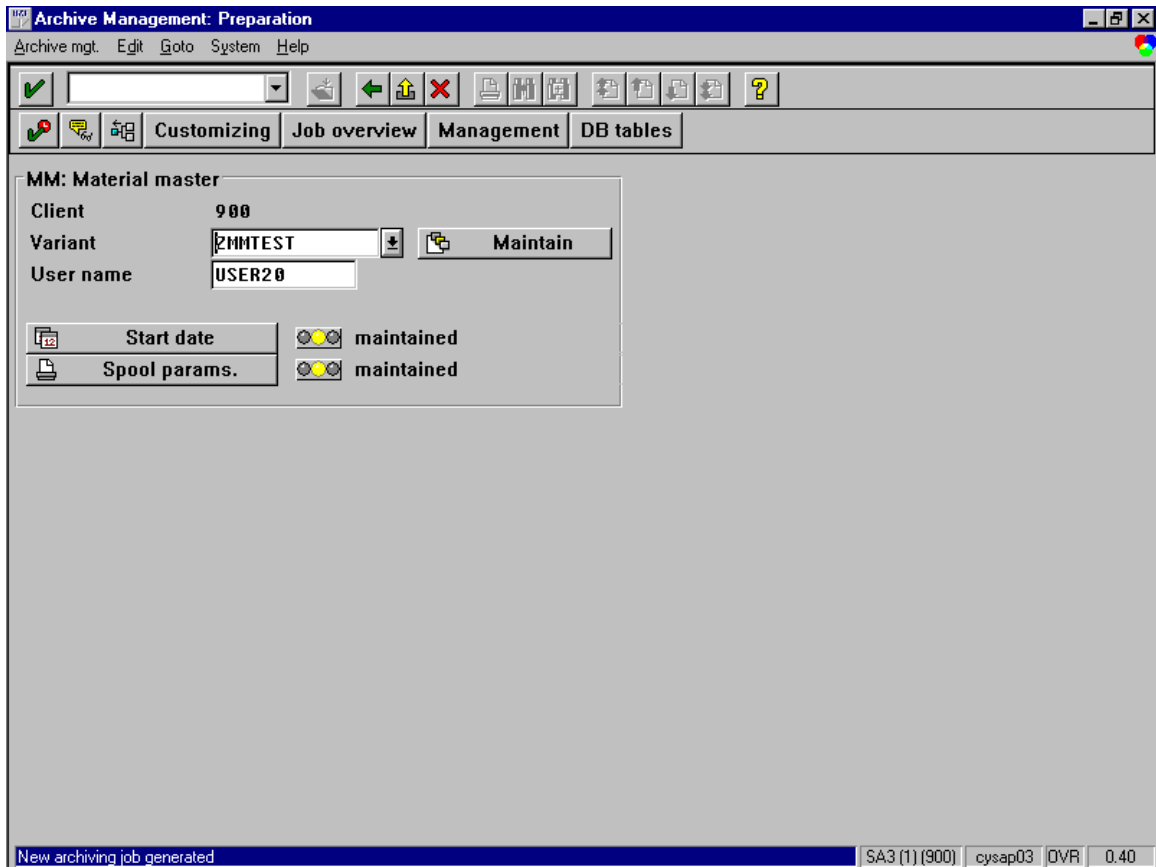 Archive Management: Preparation
Archive mgt. Edit Goto System Help
Customizing Job overview Management DB tables
MM: Material master
Client 900
Variant ZMMTEST Maintain
User name USER20
Start date maintained
Spool params. maintained
New archiving job generated SA3 (1) (900) cysap03 OVR 0.40